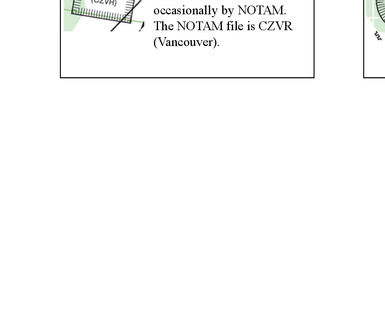 (CZVR)
occasionally by NOTAM.
The NOTAM file is CZVR
(Vancouver).